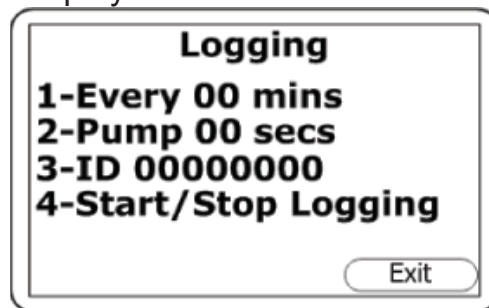 Logging
1-Every 00 mins
2-Pump 00 secs
3-ID 00000000
4-Start/Stop Logging
Exit